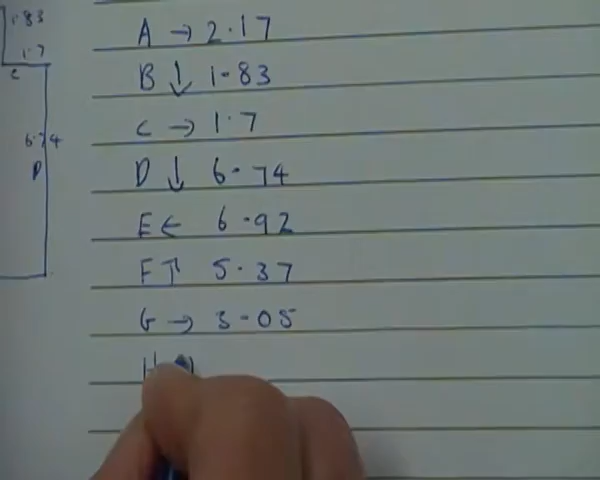 1.83
1.7
C
6.74
D
A → 2.17
B ↓ 1.83
C → 1.7
D ↓ 6.74
E ← 6.92
F ↑ 5.37
G → 3.05
H